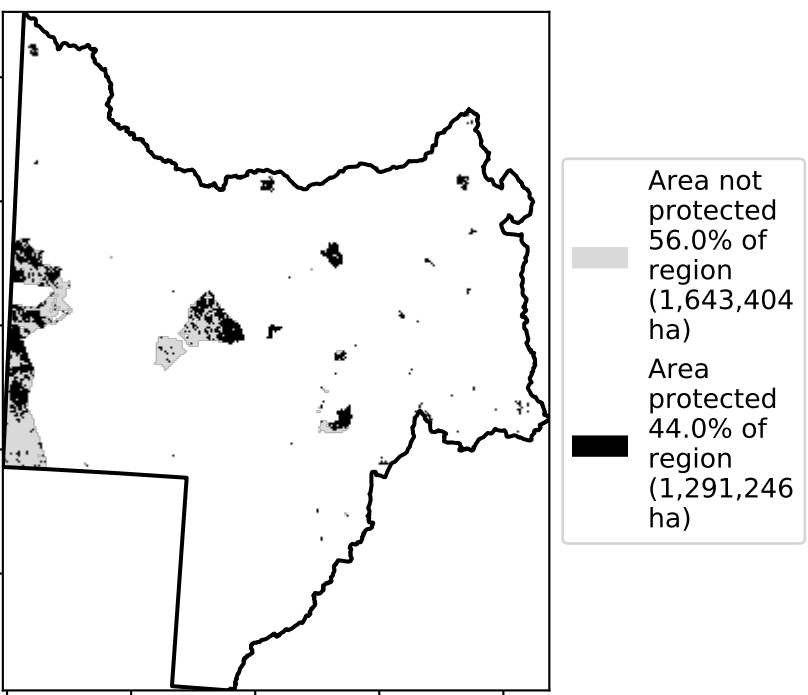 Area not
protected
56.0% of
region
(1,643,404
ha)
Area
protected
44.0% of
region
(1,291,246
ha)